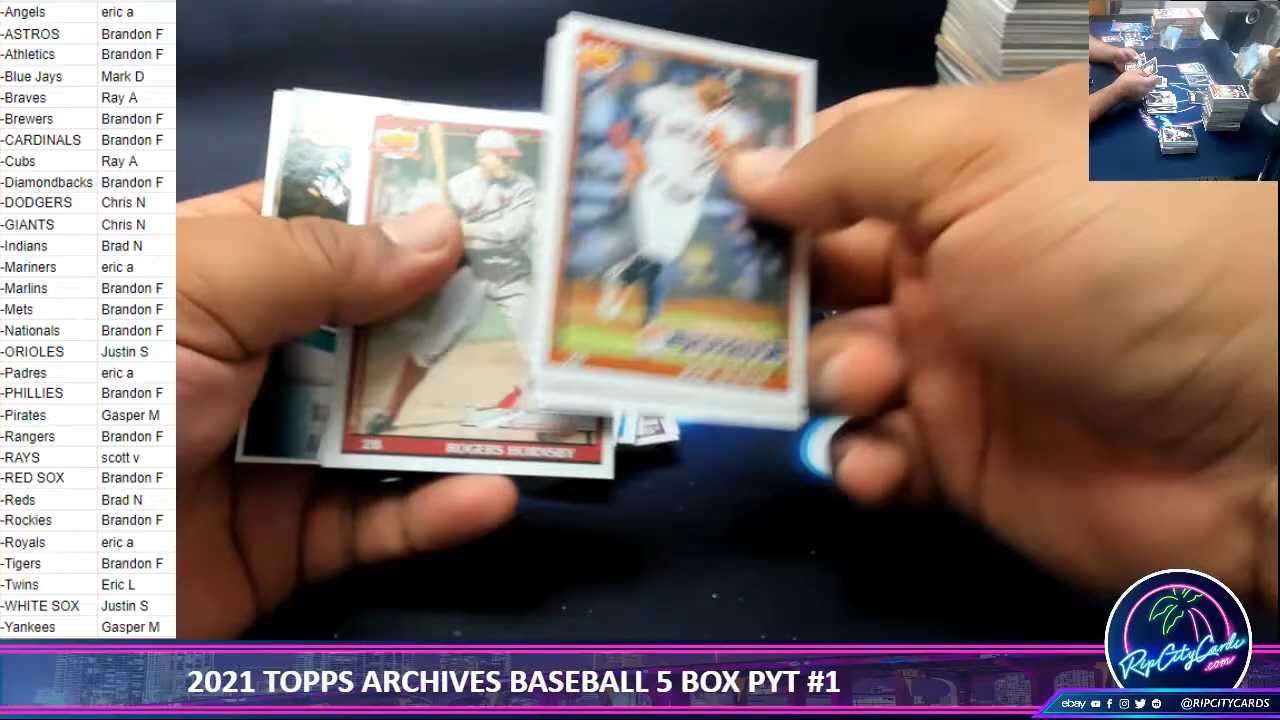 -Angels eric a
-ASTROS Brandon F
-Athletics Brandon F
-Blue Jays Mark D
-Braves Ray A
-Brewers Brandon F
-CARDINALS Brandon F
-Cubs Ray A
-Diamondbacks Brandon F
-DODGERS Chris N
-GIANTS Chris N
-Indians Brad N
-Mariners eric a
-Marlins Brandon F
-Mets Brandon F
-Nationals Brandon F
-ORIOLES Justin S
-Padres eric a
-PHILLIES Brandon F
-Pirates Gasper M
-Rangers Brandon F
-RAYS scott v
-RED SOX Brandon F
-Reds Brad N
-Rockies Brandon F
-Royals eric a
-Tigers Brandon F
-Twins Eric L
-WHITE SOX Justin S
-Yankees Gasper M
2B ROGERS HORNSBY
2021 TOPPS ARCHIVES BASEBALL 5 BOX PYT #1
RipCityCards
.com
ebay @RIPCITYCARDS